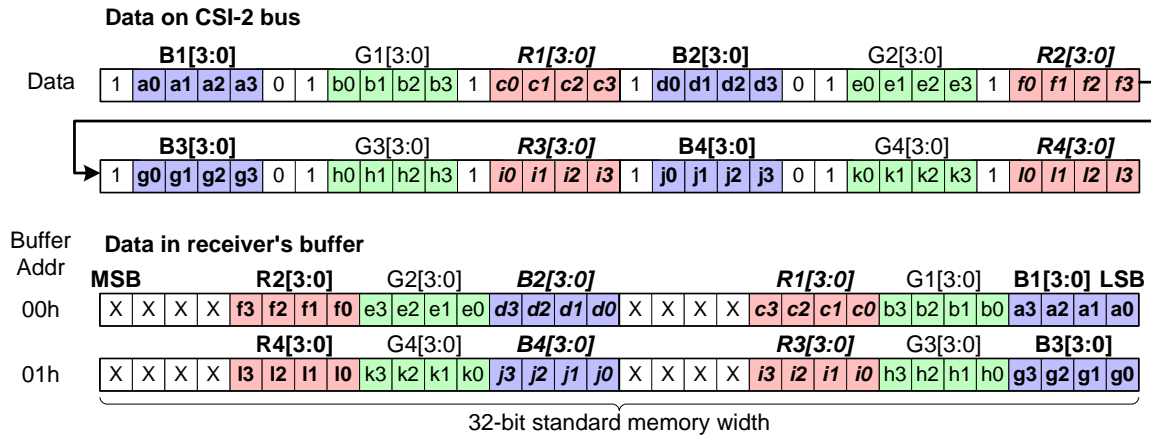 Data on CSI-2 bus
B1[3:0] G1[3:0] R1[3:0] B2[3:0] G2[3:0] R2[3:0]
Data 1 a0 a1 a2 a3 0 1 b0 b1 b2 b3 1 c0 c1 c2 c3 1 d0 d1 d2 d3 0 1 e0 e1 e2 e3 1 f0 f1 f2 f3
B3[3:0] G3[3:0] R3[3:0] B4[3:0] G4[3:0] R4[3:0]
1 g0 g1 g2 g3 0 1 h0 h1 h2 h3 1 i0 i1 i2 i3 1 j0 j1 j2 j3 0 1 k0 k1 k2 k3 1 l0 l1 l2 l3
Buffer Addr Data in receiver's buffer
MSB R2[3:0] G2[3:0] B2[3:0] R1[3:0] G1[3:0] B1[3:0] LSB
00h X X X X f3 f2 f1 f0 e3 e2 e1 e0 d3 d2 d1 d0 X X X X c3 c2 c1 c0 b3 b2 b1 b0 a3 a2 a1 a0
R4[3:0] G4[3:0] B4[3:0] R3[3:0] G3[3:0] B3[3:0]
01h X X X X l3 l2 l1 l0 k3 k2 k1 k0 j3 j2 j1 j0 X X X X i3 i2 i1 i0 h3 h2 h1 h0 g3 g2 g1 g0
32-bit standard memory width